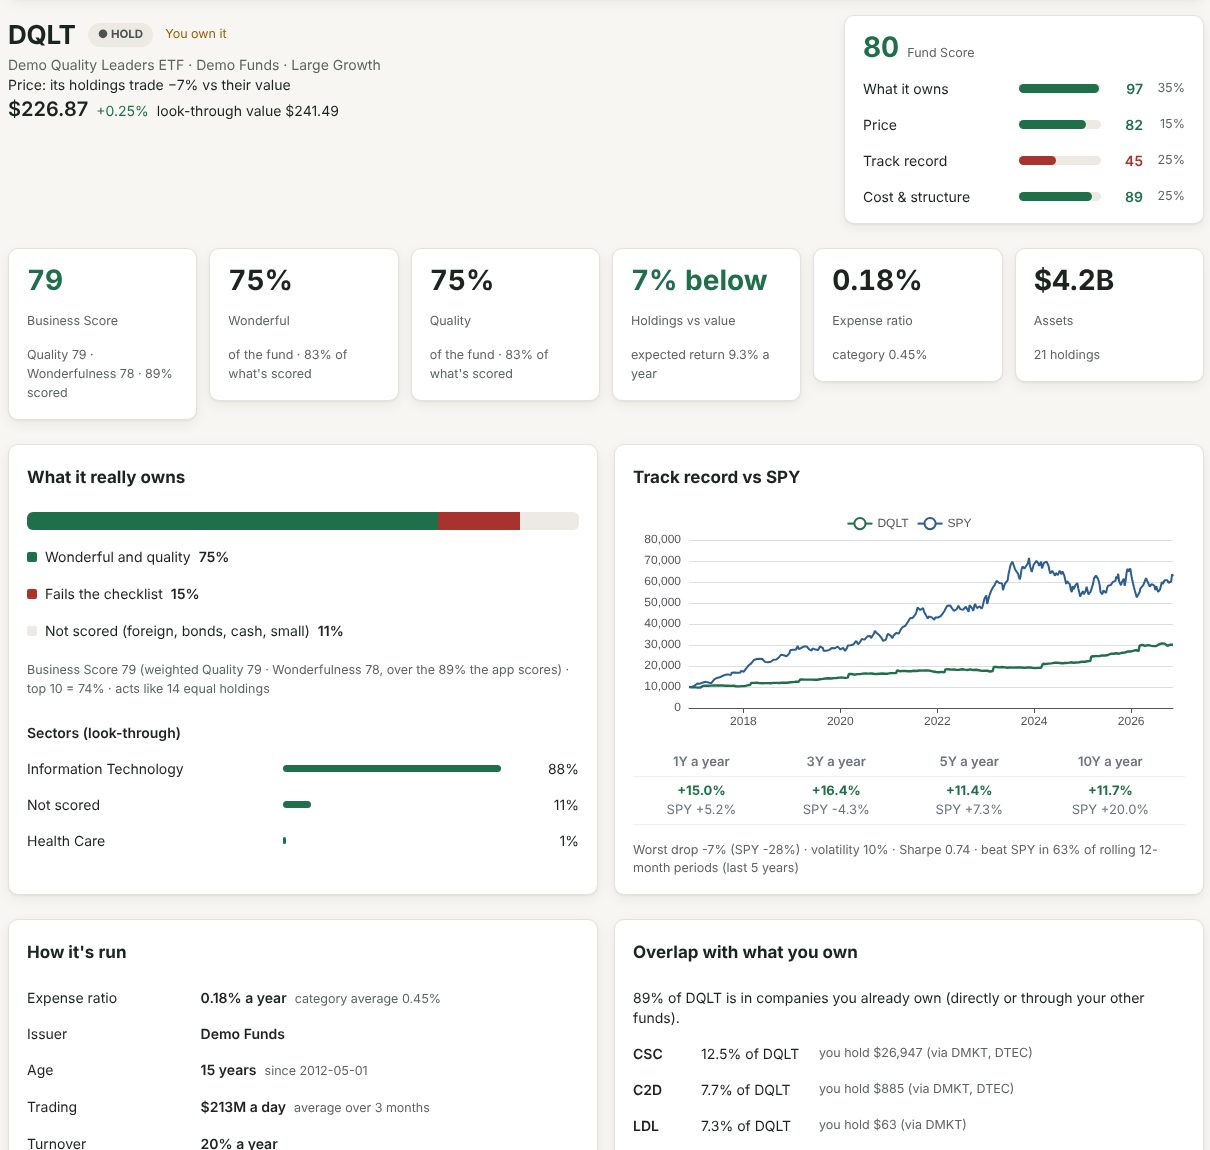 DQLT HOLD You own it
Demo Quality Leaders ETF · Demo Funds · Large Growth
Price: its holdings trade −7% vs their value
$226.87 +0.25% look-through value $241.49
80 Fund Score
What it owns 97 35%
Price 82 15%
Track record 45 25%
Cost & structure 89 25%
79
Business Score
Quality 79 ·
Wonderfulness 78 · 89%
scored
75%
Wonderful
of the fund · 83% of
what's scored
75%
Quality
of the fund · 83% of
what's scored
7% below
Holdings vs value
expected return 9.3% a
year
0.18%
Expense ratio
category 0.45%
$4.2B
Assets
21 holdings
What it really owns
Wonderful and quality 75%
Fails the checklist 15%
Not scored (foreign, bonds, cash, small) 11%
Business Score 79 (weighted Quality 79 · Wonderfulness 78, over the 89% the app scores) ·
top 10 = 74% · acts like 14 equal holdings
Sectors (look-through)
Information Technology 88%
Not scored 11%
Health Care 1%
Track record vs SPY
DQLT SPY
80,000
70,000
60,000
50,000
40,000
30,000
20,000
10,000
0
2018 2020 2022 2024 2026
1Y a year 3Y a year 5Y a year 10Y a year
+15.0% +16.4% +11.4% +11.7%
SPY +5.2% SPY -4.3% SPY +7.3% SPY +20.0%
Worst drop -7% (SPY -28%) · volatility 10% · Sharpe 0.74 · beat SPY in 63% of rolling 12-
month periods (last 5 years)
How it's run
Expense ratio 0.18% a year category average 0.45%
Issuer Demo Funds
Age 15 years since 2012-05-01
Trading $213M a day average over 3 months
Turnover 20% a year
Overlap with what you own
89% of DQLT is in companies you already own (directly or through your other
funds).
CSC 12.5% of DQLT you hold $26,947 (via DMKT, DTEC)
C2D 7.7% of DQLT you hold $885 (via DMKT, DTEC)
LDL 7.3% of DQLT you hold $63 (via DMKT)